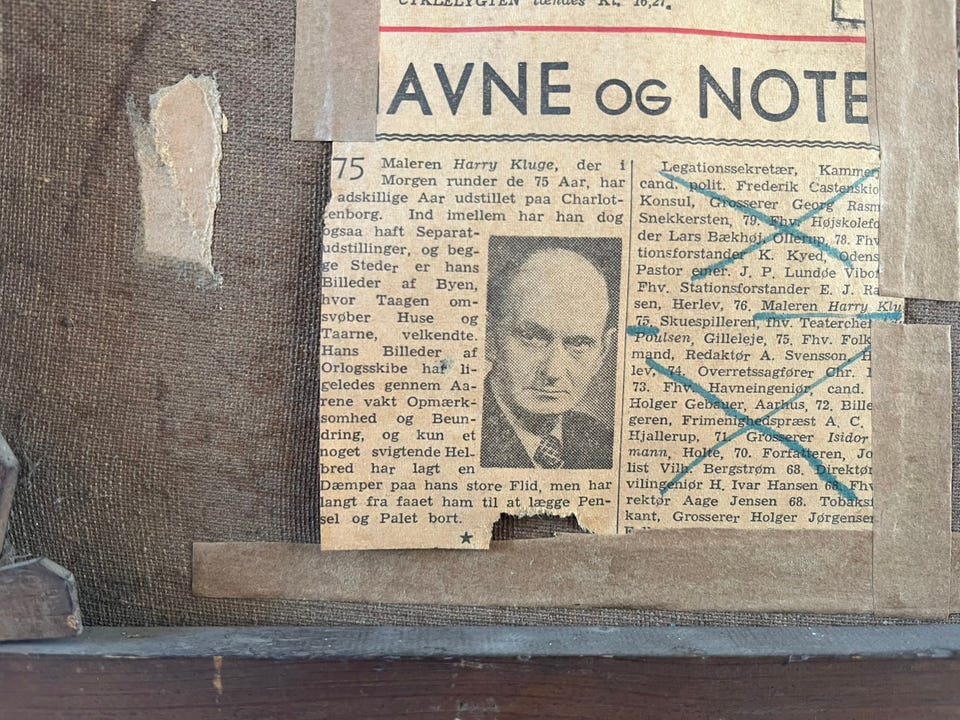 CYKLELYGTEN tændes Kl. 16,27.
AVNE OG NOTE
75 Maleren Harry Kluge, der i
Morgen runder de 75 Aar, har
adskillige Aar udstillet paa Charlot-
tenborg. Ind imellem har han dog
ogsaa haft Separat-
udstillinger, og beg-
ge Steder er hans
Billeder af Byen,
hvor Taagen om-
svøber Huse og
Taarne, velkendte.
Hans Billeder af
Orlogsskibe har li-
geledes gennem Aa-
rene vakt Opmærk-
somhed og Beun-
dring, og kun et
noget svigtende Hel-
bred har lagt en
Dæmper paa hans store Flid, men har
langt fra faaet ham til at lægge Pen-
sel og Palet bort.
Legationssekretær, Kamme
cand. polit. Frederik Castenskio
Konsul, Grosserer Georg Rasm
Snekkersten, 79. Fhv. Højskolefo
der Lars Bækhøj, Ollerup, 78. Fhv
tionsforstander K. Kyed, Odens
Pastor emer. J. P. Lundøe Vibo
Fhv. Stationsforstander E. J. Ra
sen, Herlev, 76. Maleren Harry Klu
75. Skuespilleren, fhv. Teaterche
Poulsen, Gilleleje, 75. Fhv. Folk
mand, Redaktør A. Svensson, H
lev, 74. Overretssagfører Chr.
73. Fhv. Havneingeniør, cand.
Holger Gebauer, Aarhus, 72. Bille
geren, Frimenighedspræst A. C.
Hjallerup, 71. Grosserer Isidor
mann, Holte, 70. Forfatteren, Jo
list Vilh. Bergstrøm 68. Direktør
vilingeniør H. Ivar Hansen 68. Fhv
rektør Aage Jensen 68. Tobaksf
kant, Grosserer Holger Jørgensen